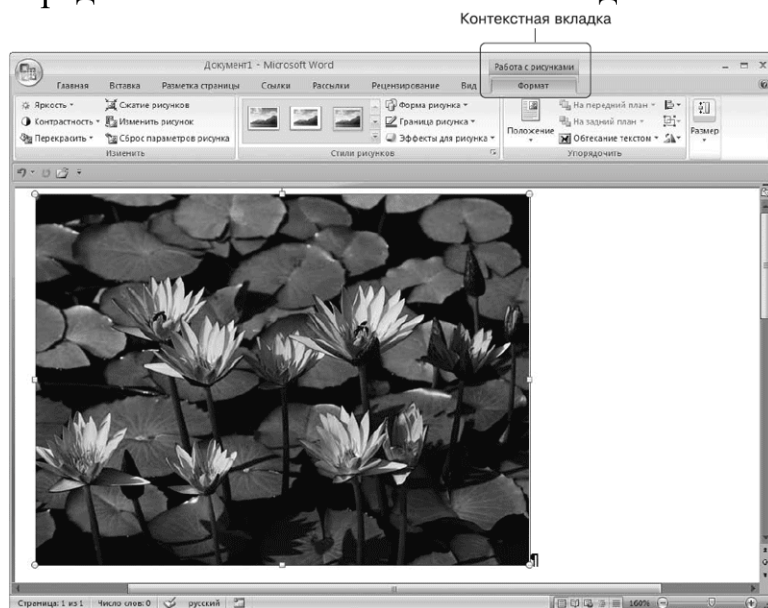 Контекстная вкладка
Документ1 - Microsoft Word
Работа с рисунками
Главная Вставка Разметка страницы Ссылки Рассылки Рецензирование Вид Формат
Яркость Сжатие рисунков Форма рисунка На передний план
Контрастность Изменить рисунок Граница рисунка Положение На задний план Размер
Перекрасить Сброс параметров рисунка Эффекты для рисунка Обтекание текстом
Изменить Стили рисунков Упорядочить
¶
Страница: 1 из 1 Число слов: 0 русский 160%